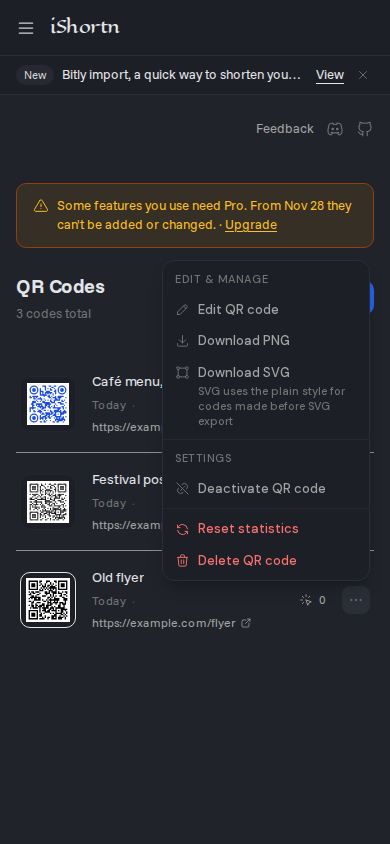 iShortn
New Bitly import, a quick way to shorten you... View
Feedback
Some features you use need Pro. From Nov 28 they
can't be added or changed. · Upgrade
QR Codes
3 codes total
EDIT & MANAGE
Edit QR code
Download PNG
Download SVG
SVG uses the plain style for
codes made before SVG
export
SETTINGS
Deactivate QR code
Reset statistics
Delete QR code
Café menu,
Today ·
https://exam
Festival pos
Today ·
https://exam
Old flyer
Today ·
0
https://example.com/flyer